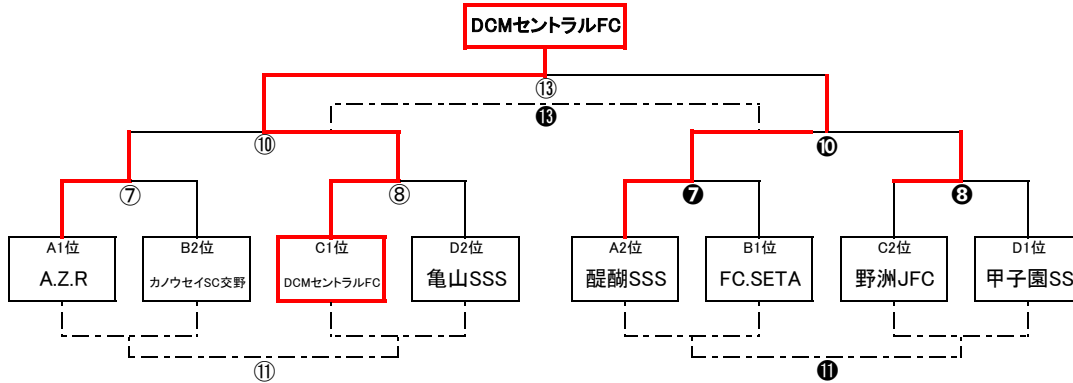 DCMセントラルFC
⑬
⓭
⑩
❿
⑦
⑧
❼
❽
A1位
A.Z.R
B2位
カノウセイSC交野
C1位
DCMセントラルFC
D2位
亀山SSS
A2位
醍醐SSS
B1位
FC.SETA
C2位
野洲JFC
D1位
甲子園SS
⑪
⓫